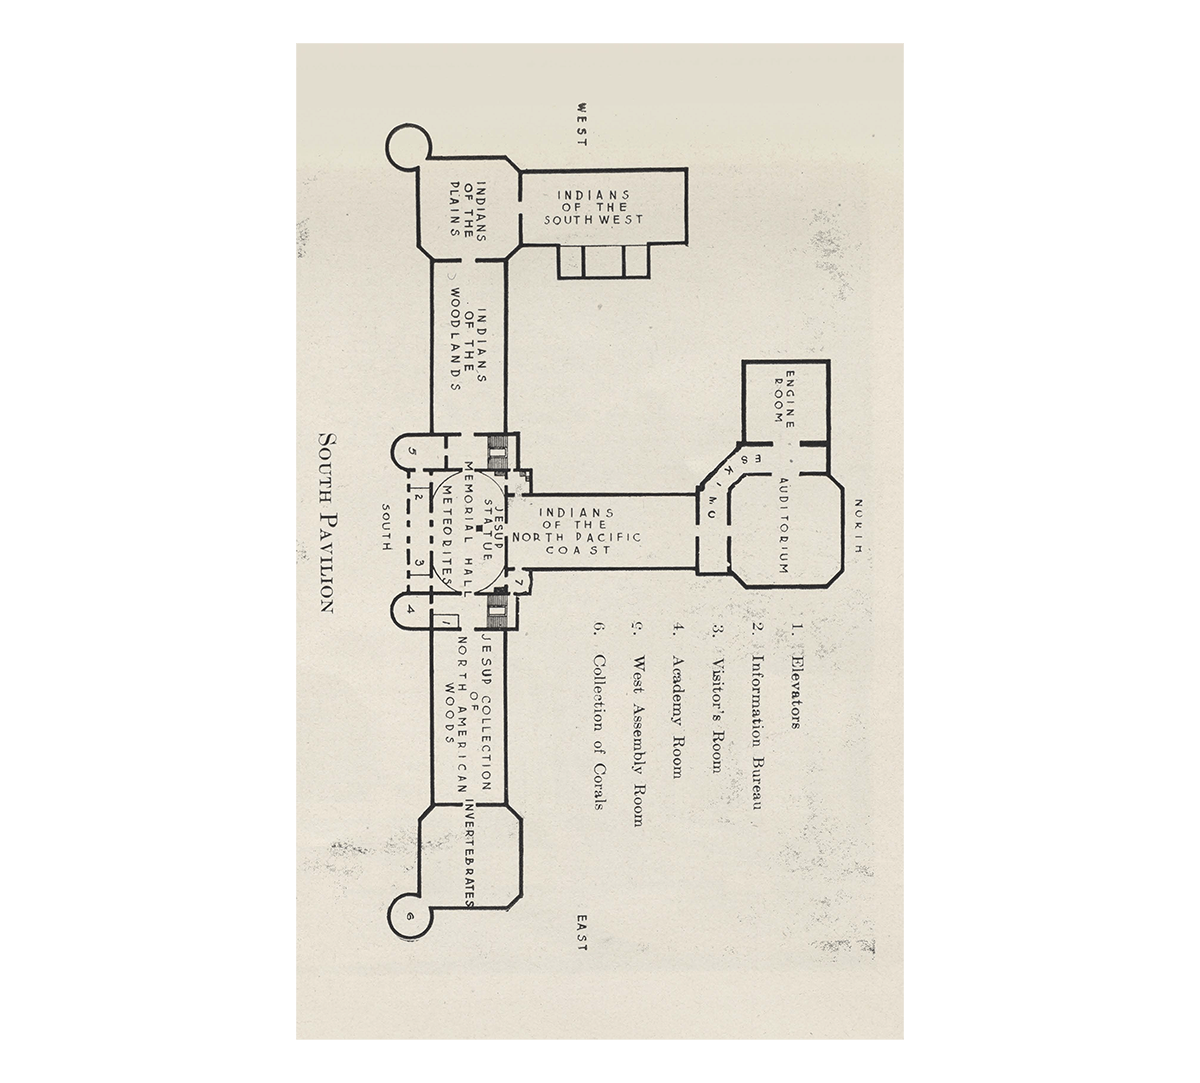 WEST
INDIANS
OF THE
PLAINS
INDIANS
OF THE
SOUTHWEST
INDIANS
OF THE
WOODLANDS
ENGINE
ROOM
ESKIMO
AUDITORIUM
NORTH
INDIANS
OF THE
NORTH PACIFIC
COAST
JESUP
STATUE
MEMORIAL HALL
METEORITES
5
2
3
4
7
1
SOUTH
SOUTH PAVILION
JESUP COLLECTION
OF
NORTH AMERICAN
WOODS
INVERTEBRATES
6
EAST
1. Elevators
2. Information Bureau
3. Visitor's Room
4. Academy Room
West Assembly Room
6. Collection of Corals